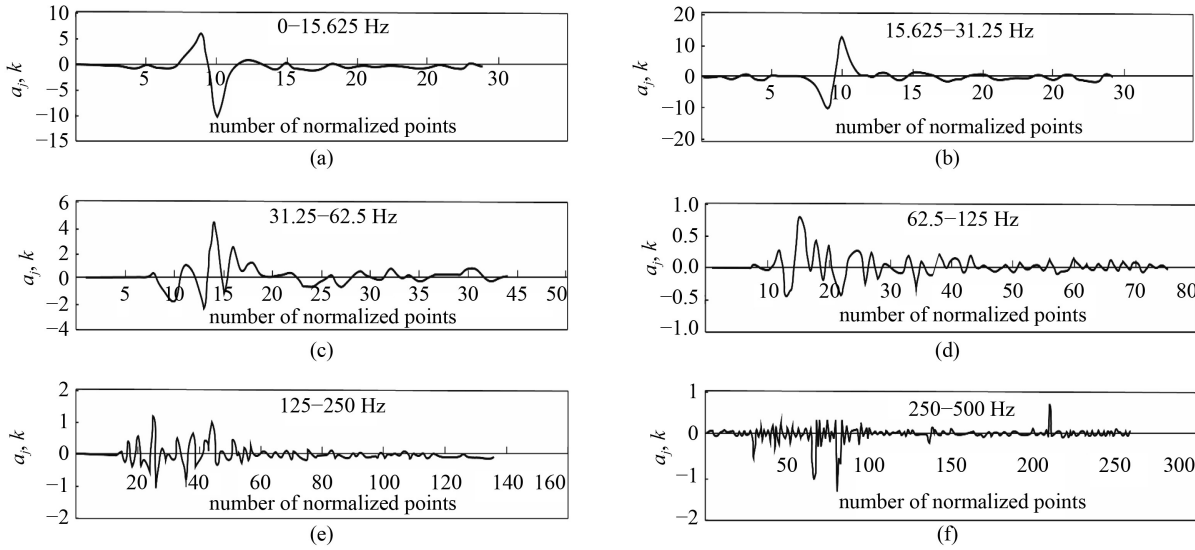 10
5
0
−5
−10
−15
a_j, k
0−15.625 Hz
5 10 15 20 20 30
number of normalized points
(a)
20
10
0
−10
−20
a_j, k
15.625−31.25 Hz
5 10 15 20 20 30
number of normalized points
(b)
6
4
2
0
−2
−4
a_j, k
31.25−62.5 Hz
5 10 15 20 25 30 35 40 45 50
number of normalized points
(c)
1.0
0.5
0.0
−0.5
−1.0
a_j, k
62.5−125 Hz
10 20 30 40 50 60 70 80
number of normalized points
(d)
2
1
0
−1
−2
a_j, k
125−250 Hz
20 40 60 80 100 120 140 160
number of normalized points
(e)
1
0
−1
−2
a_j, k
250−500 Hz
50 100 150 200 250 300
number of normalized points
(f)